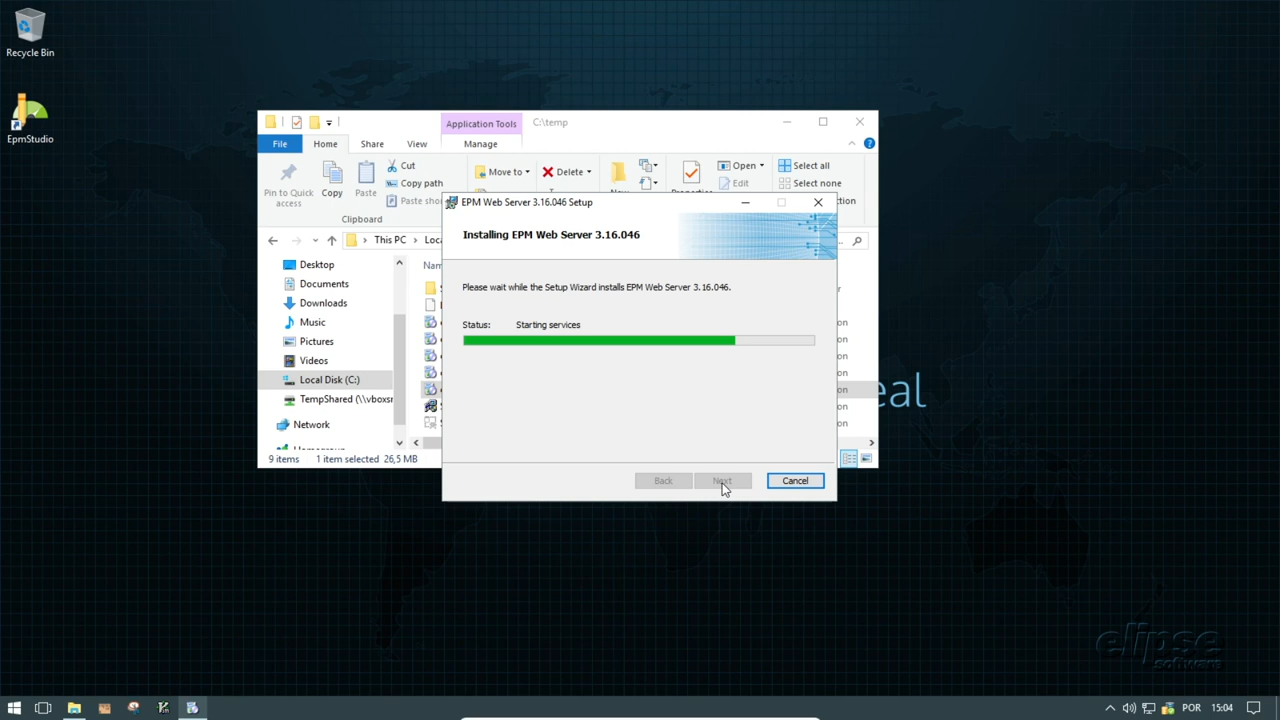 Recycle Bin
EpmStudio
Application Tools
C:\temp
File
Home
Share
View
Manage
Pin to Quick
access
Copy
Paste
Cut
Copy path
Clipboard
Move to
Delete
Open
Edit
Select all
Select none
This PC
Desktop
Documents
Downloads
Music
Pictures
Videos
Local Disk (C:)
Network
9 items
1 item selected 26,5 MB
EPM Web Server 3.16.046 Setup
Installing EPM Web Server 3.16.046
Please wait while the Setup Wizard installs EPM Web Server 3.16.046.
Status:
Starting services
Back
Next
Cancel
eal
elipse
software
POR
15:04